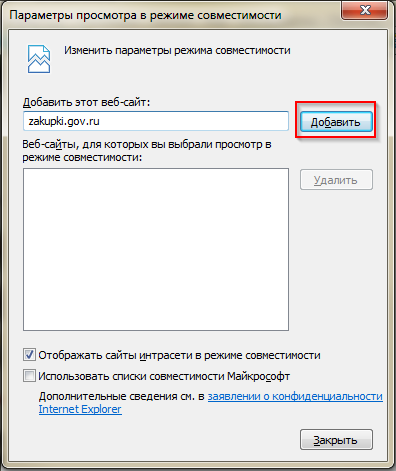 Параметры просмотра в режиме совместимости
Изменить параметры режима совместимости
Добавить этот веб-сайт:
zakupki.gov.ru
Добавить
Веб-сайты, для которых вы выбрали просмотр в
режиме совместимости:
Удалить
Отображать сайты интрасети в режиме совместимости
Использовать списки совместимости Майкрософт
Дополнительные сведения см. в заявлении о конфиденциальности
Internet Explorer
Закрыть